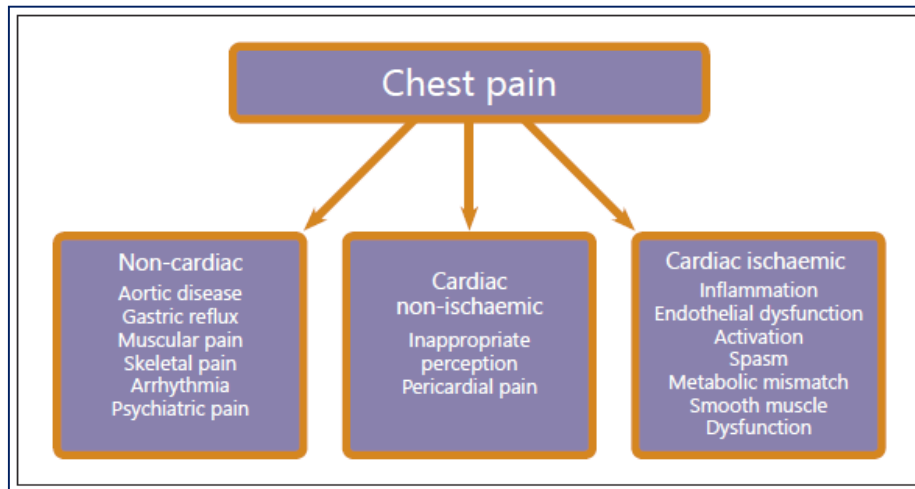 Chest pain
Non-cardiac
Aortic disease
Gastric reflux
Muscular pain
Skeletal pain
Arrhythmia
Psychiatric pain
Cardiac
non-ischaemic
Inappropriate
perception
Pericardial pain
Cardiac ischaemic
Inflammation
Endothelial dysfunction
Activation
Spasm
Metabolic mismatch
Smooth muscle
Dysfunction